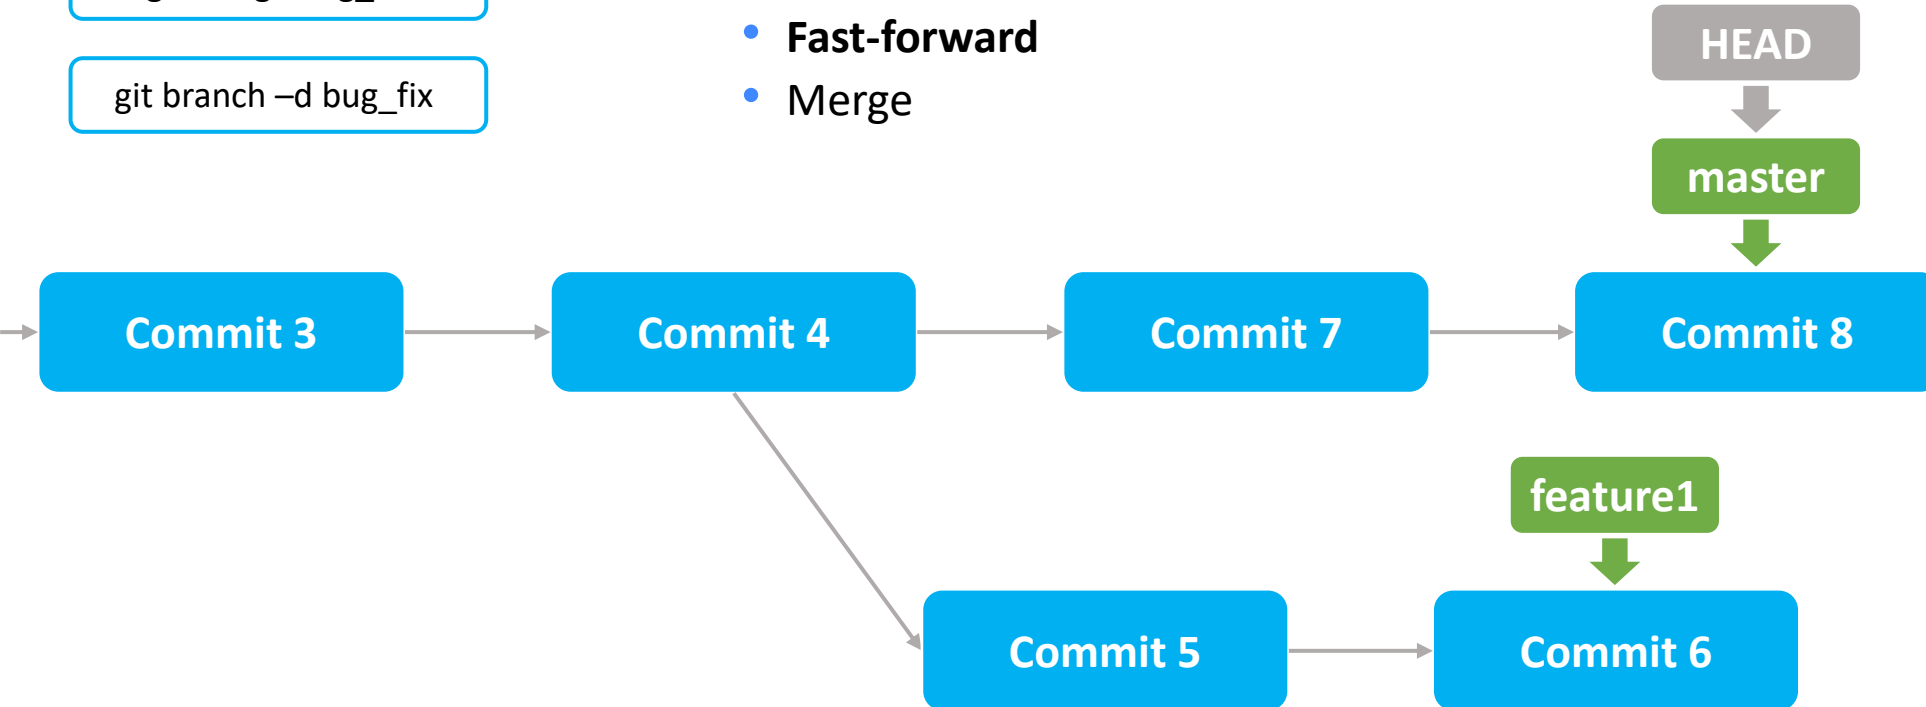 git branch –d bug_fix
Fast-forward
Merge
HEAD
master
Commit 3
Commit 4
Commit 7
Commit 8
feature1
Commit 5
Commit 6